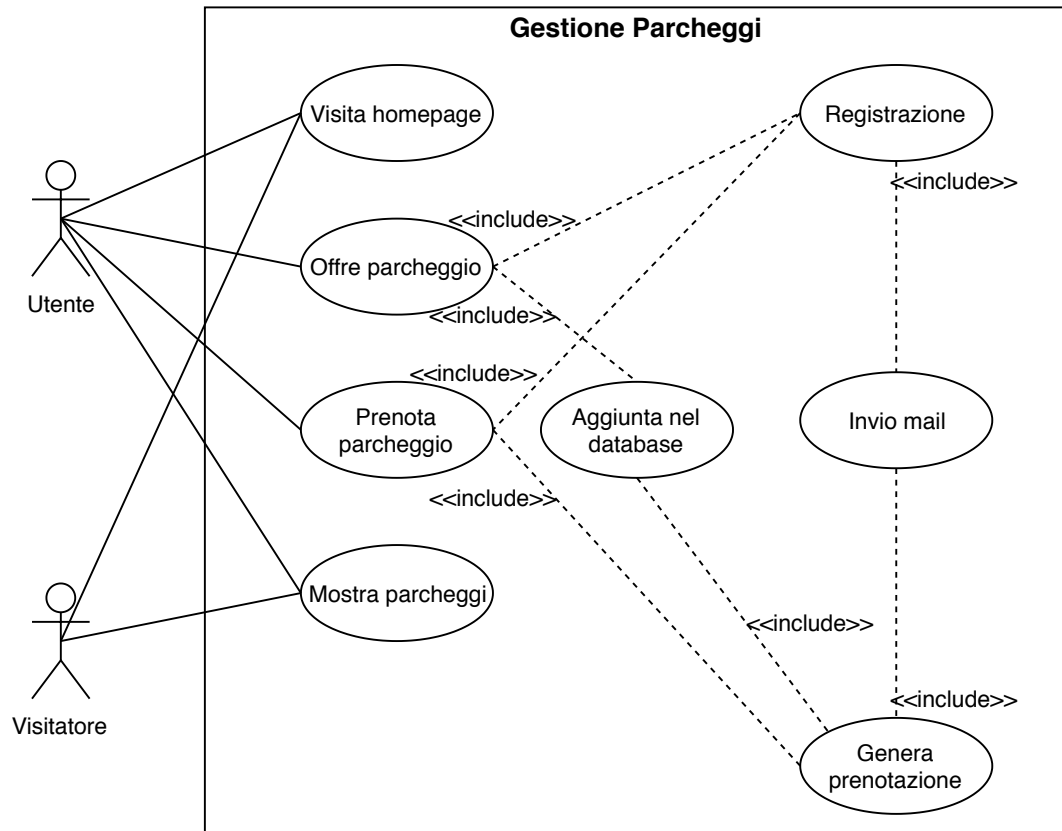 Gestione Parcheggi
Visita homepage
Registrazione
<<include>>
<<include>>
Offre parcheggio
Utente
<<include>>
<<include>>
Prenota
parcheggio
Aggiunta nel
database
Invio mail
<<include>>
Mostra parcheggi
<<include>>
Visitatore
<<include>>
Genera
prenotazione